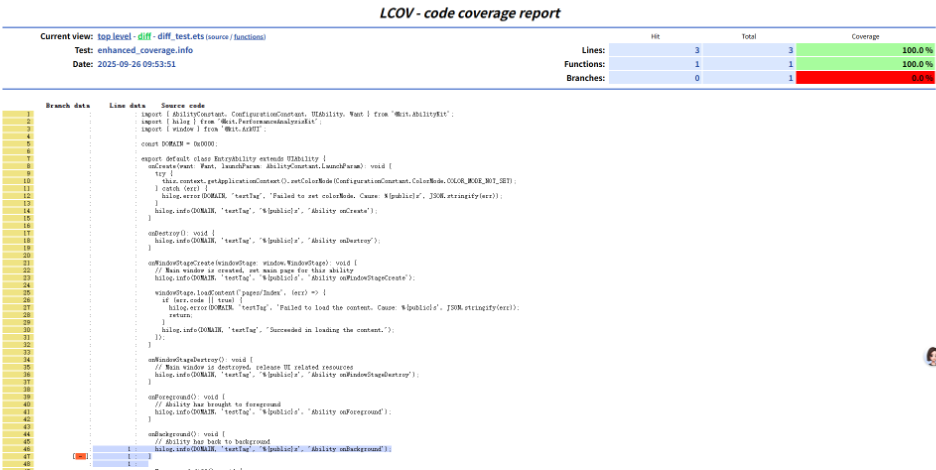 LCOV - code coverage report
Current view: top level - diff - diff_test.ets (source / functions)
Hit Total Coverage
Test: enhanced_coverage.info
Lines: 3 3 100.0 %
Date: 2025-09-26 09:53:51
Functions: 1 1 100.0 %
Branches: 0 1 0.0 %
Branch data Line data Source code
1 : : import { AbilityConstant, ConfigurationConstant, UIAbility, Want } from '@kit.AbilityKit';
2 : : import { hilog } from '@kit.PerformanceAnalysisKit';
3 : : import { window } from '@kit.ArkUI';
4 : :
5 : : const DOMAIN = 0x0000;
6 : :
7 : : export default class EntryAbility extends UIAbility {
8 : : onCreate(want: Want, launchParam: AbilityConstant.LaunchParam): void {
9 : : try {
10 : : this.context.getApplicationContext().setColorMode(ConfigurationConstant.ColorMode.COLOR_MODE_NOT_SET);
11 : : } catch (err) {
12 : : hilog.error(DOMAIN, 'testTag', 'Failed to set colorMode. Cause: %{public}s', JSON.stringify(err));
13 : : }
14 : : hilog.info(DOMAIN, 'testTag', '%{public}s', 'Ability onCreate');
15 : : }
16 : :
17 : : onDestroy(): void {
18 : : hilog.info(DOMAIN, 'testTag', '%{public}s', 'Ability onDestroy');
19 : : }
20 : :
21 : : onWindowStageCreate(windowStage: window.WindowStage): void {
22 : : // Main window is created, set main page for this ability
23 : : hilog.info(DOMAIN, 'testTag', '%{public}s', 'Ability onWindowStageCreate');
24 : :
25 : : windowStage.loadContent('pages/Index', (err) => {
26 : : if (err.code || true) {
27 : : hilog.error(DOMAIN, 'testTag', 'Failed to load the content. Cause: %{public}s', JSON.stringify(err));
28 : : return;
29 : : }
30 : : hilog.info(DOMAIN, 'testTag', 'Succeeded in loading the content.');
31 : : });
32 : : }
33 : :
34 : : onWindowStageDestroy(): void {
35 : : // Main window is destroyed, release UI related resources
36 : : hilog.info(DOMAIN, 'testTag', '%{public}s', 'Ability onWindowStageDestroy');
37 : : }
38 : :
39 : : onForeground(): void {
40 : : // Ability has brought to foreground
41 : : hilog.info(DOMAIN, 'testTag', '%{public}s', 'Ability onForeground');
42 : : }
43 : :
44 : : onBackground(): void {
45 : : // Ability has back to background
46 : 1 : hilog.info(DOMAIN, 'testTag', '%{public}s', 'Ability onBackground');
47 [ - ]: 1 : }
48 : 1 :